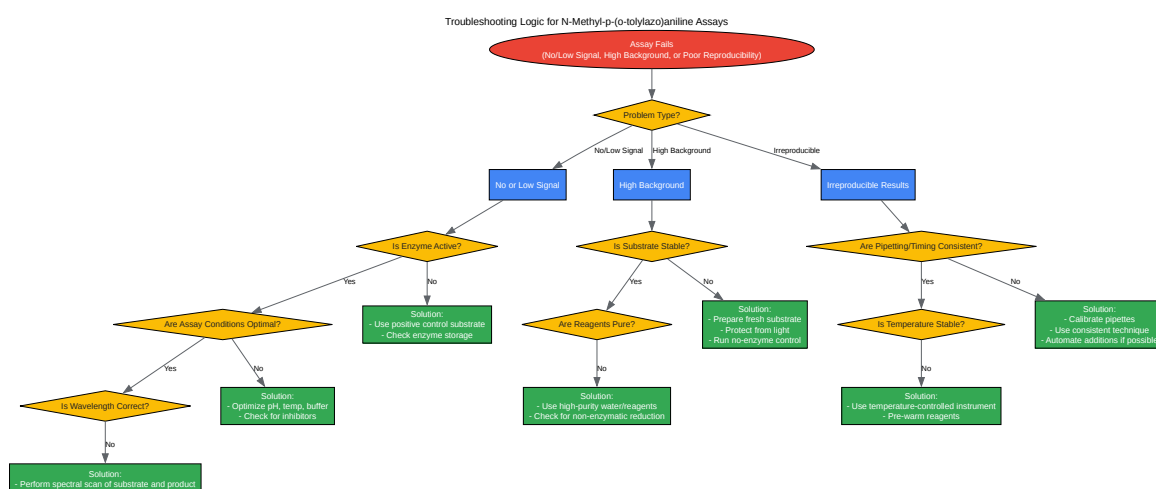 Troubleshooting Logic for N-Methyl-p-(o-tolylazo)aniline Assays
Assay Fails
(No/Low Signal, High Background, or Poor Reproducibility)
Problem Type?
No/Low Signal
High Background
Irreproducible
No or Low Signal
High Background
Irreproducible Results
Is Enzyme Active?
Is Substrate Stable?
Are Pipetting/Timing Consistent?
Yes
No
Yes
No
Yes
No
Are Assay Conditions Optimal?
Solution:
- Use positive control substrate
- Check enzyme storage
Are Reagents Pure?
Solution:
- Prepare fresh substrate
- Protect from light
- Run no-enzyme control
Is Temperature Stable?
Solution:
- Calibrate pipettes
- Use consistent technique
- Automate additions if possible
Yes
No
No
No
Is Wavelength Correct?
Solution:
- Optimize pH, temp, buffer
- Check for inhibitors
Solution:
- Use high-purity water/reagents
- Check for non-enzymatic reduction
Solution:
- Use temperature-controlled instrument
- Pre-warm reagents
No
Solution:
- Perform spectral scan of substrate and product